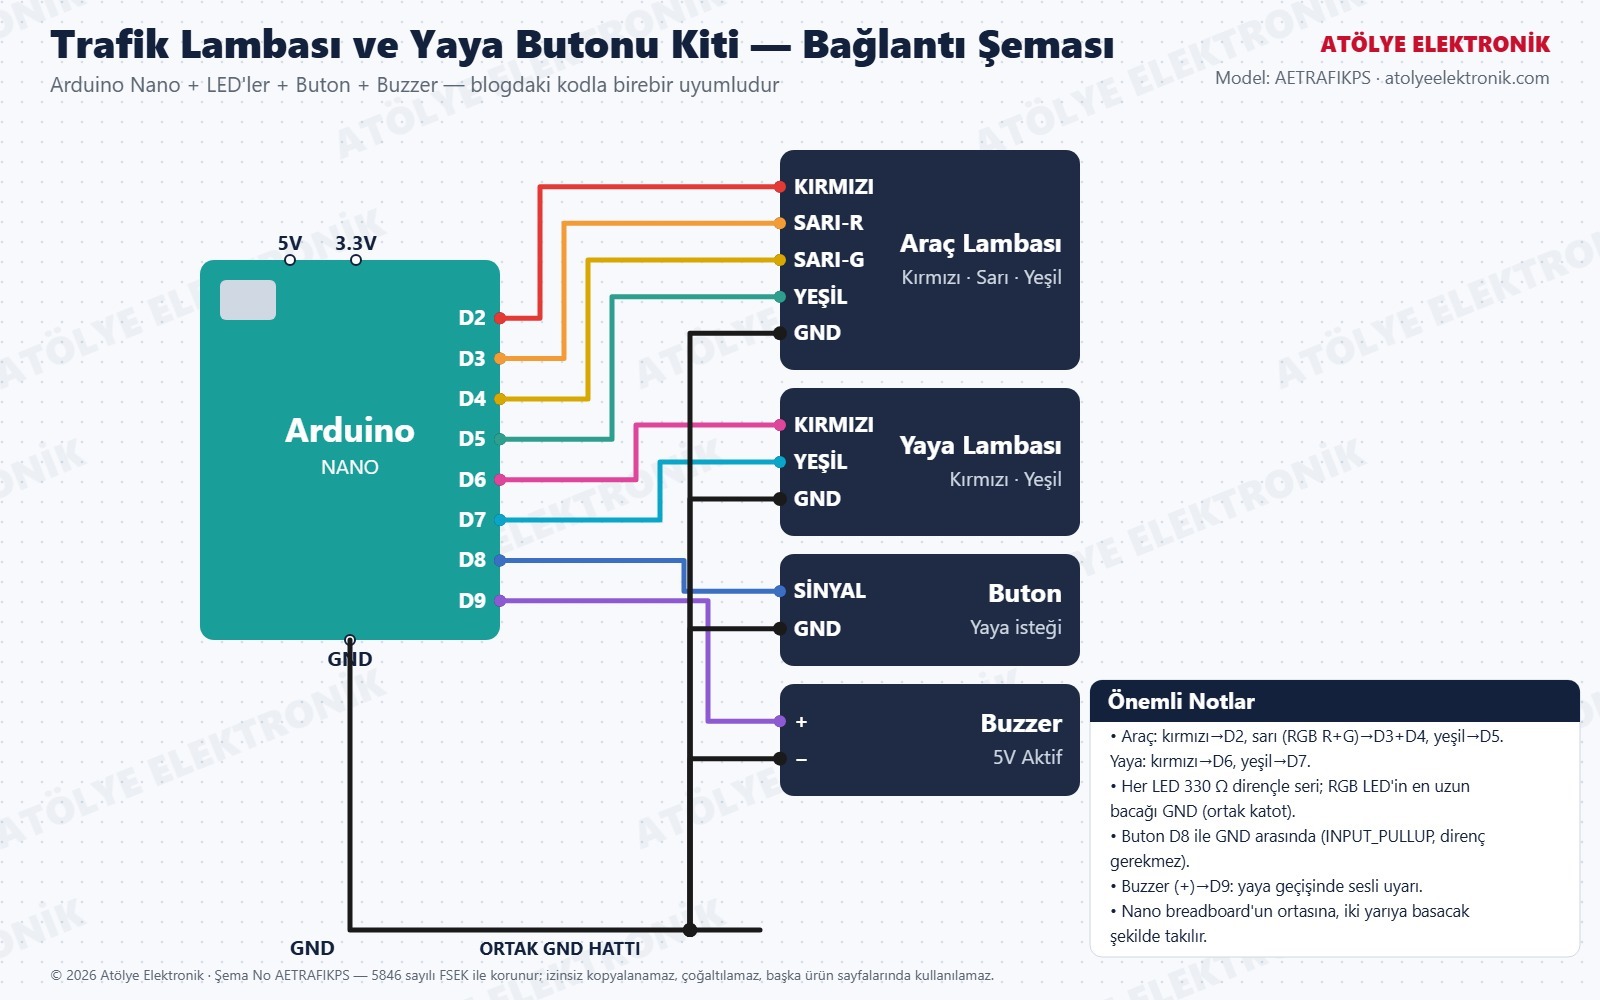 Trafik Lambası ve Yaya Butonu Kiti — Bağlantı Şeması
Arduino Nano + LED'ler + Buton + Buzzer — blogdaki kodla birebir uyumludur
ATÖLYE ELEKTRONİK
Model: AETRAFIKPS · atolyeelektronik.com
5V 3.3V
D2
D3
D4
D5
D6
D7
D8
D9
Arduino
NANO
GND
KIRMIZI
SARI-R
SARI-G
YEŞİL
GND
Araç Lambası
Kırmızı · Sarı · Yeşil
KIRMIZI
YEŞİL
GND
Yaya Lambası
Kırmızı · Yeşil
SİNYAL
GND
Buton
Yaya isteği
+
–
Buzzer
5V Aktif
Önemli Notlar
• Araç: kırmızı→D2, sarı (RGB R+G)→D3+D4, yeşil→D5.
Yaya: kırmızı→D6, yeşil→D7.
• Her LED 330 Ω dirençle seri; RGB LED'in en uzun
bacağı GND (ortak katot).
• Buton D8 ile GND arasında (INPUT_PULLUP, direnç
gerekmez).
• Buzzer (+)→D9: yaya geçişinde sesli uyarı.
• Nano breadboard'un ortasına, iki yarıya basacak
şekilde takılır.
GND
ORTAK GND HATTI
© 2026 Atölye Elektronik · Şema No AETRAFIKPS — 5846 sayılı FSEK ile korunur; izinsiz kopyalanamaz, çoğaltılamaz, başka ürün sayfalarında kullanılamaz.